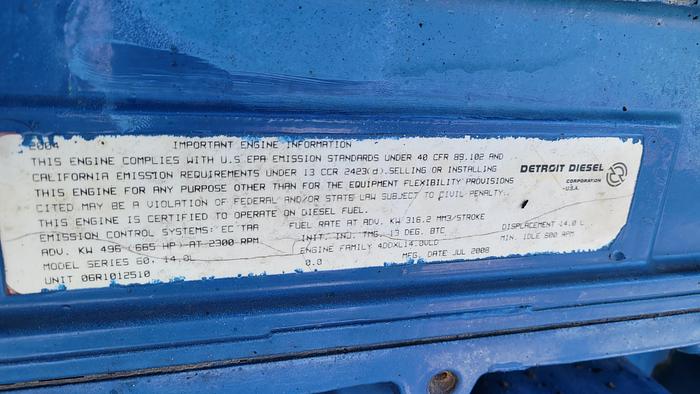 2004 IMPORTANT ENGINE INFORMATION
THIS ENGINE COMPLIES WITH U.S EPA EMISSION STANDARDS UNDER 40 CFR 89.102 AND
CALIFORNIA EMISSION REQUIREMENTS UNDER 13 CCR 2423(d).SELLING OR INSTALLING
THIS ENGINE FOR ANY PURPOSE OTHER THAN FOR THE EQUIPMENT FLEXIBILITY PROVISIONS
CITED MAY BE A VIOLATION OF FEDERAL AND/OR STATE LAW SUBJECT TO CIVIL PENALTY.
THIS ENGINE IS CERTIFIED TO OPERATE ON DIESEL FUEL.
EMISSION CONTROL SYSTEMS: EC TAA FUEL RATE AT ADV. KW 316.2 MM3/STROKE
ADV. KW 496 (665 HP) AT 2300 RPM INIT. INJ. TMG. 13 DEG. BTC DISPLACEMENT 14.0 L
MODEL SERIES 60, 14.0L ENGINE FAMILY 4DDXL14.0VLD MIN. IDLE 600 RPM
UNIT 06R1012510 0.0 MFG. DATE JUL 2008
DETROIT DIESEL
CORPORATION
-U.S.A.